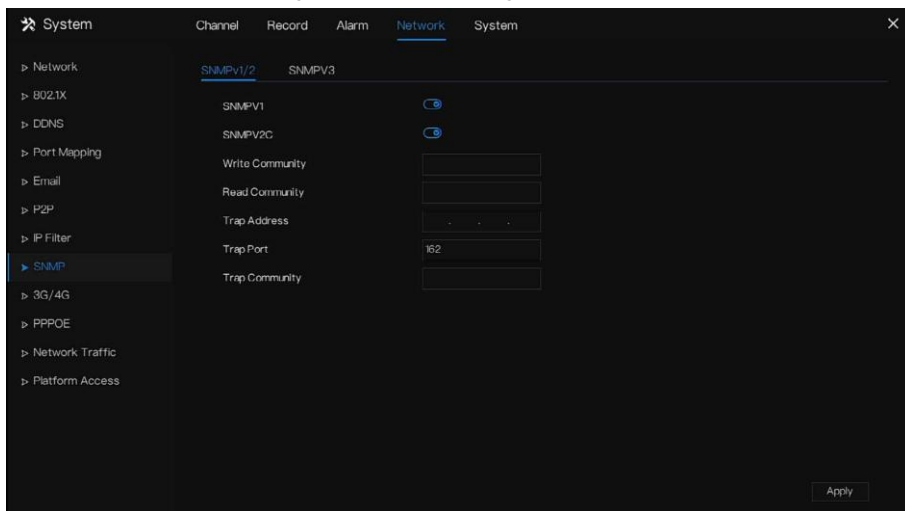 System
Channel Record Alarm Network System
Network
802.1X
DDNS
Port Mapping
Email
P2P
IP Filter
SNMP
3G/4G
PPPOE
Network Traffic
Platform Access
SNMPv1/2 SNMPV3
SNMPV1
SNMPV2C
Write Community
Read Community
Trap Address . . .
Trap Port 162
Trap Community
Apply